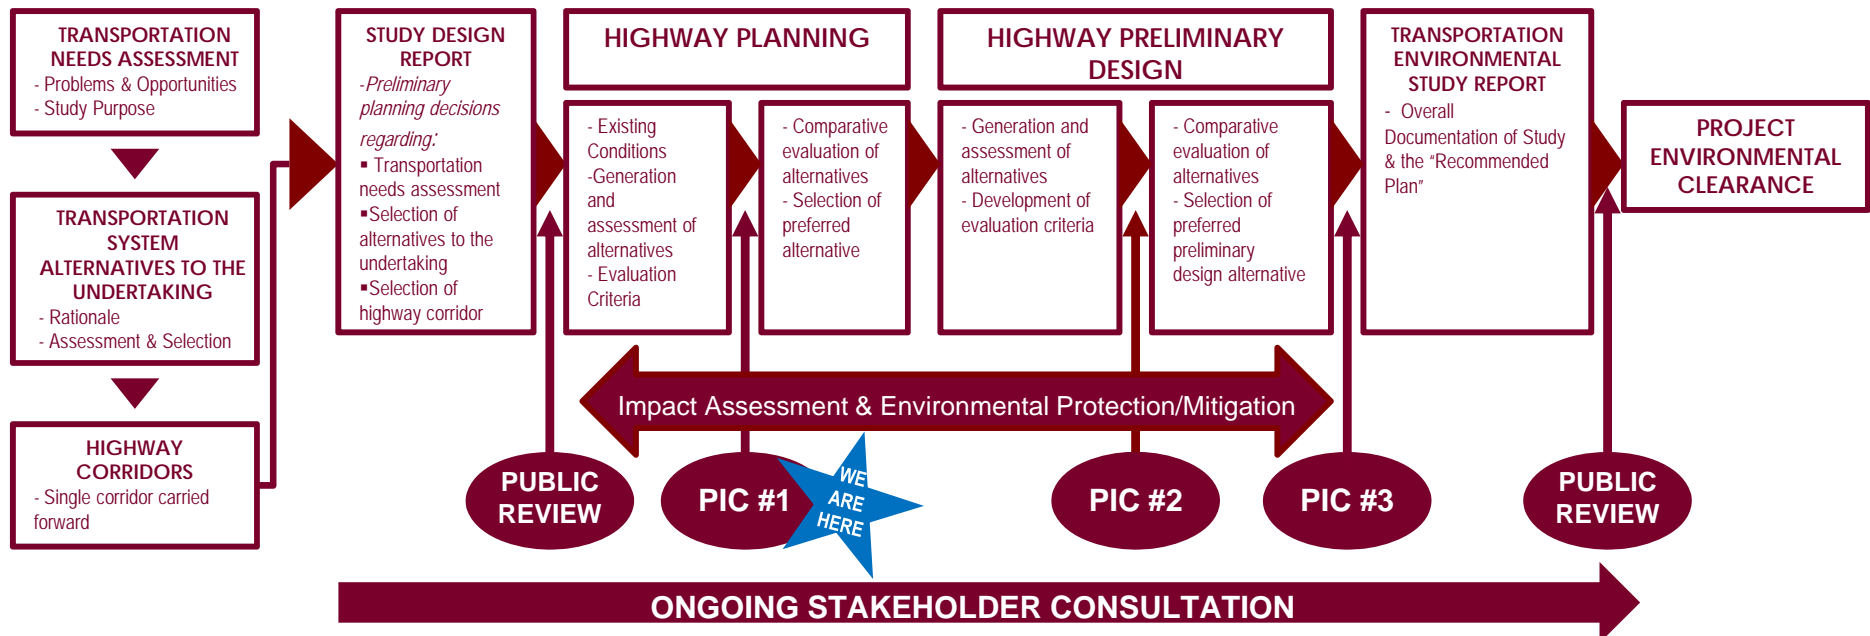 TRANSPORTATION
NEEDS ASSESSMENT
- Problems & Opportunities
- Study Purpose
TRANSPORTATION
SYSTEM
ALTERNATIVES TO THE
UNDERTAKING
- Rationale
- Assessment & Selection
HIGHWAY
CORRIDORS
- Single corridor carried
forward
STUDY DESIGN
REPORT
-Preliminary
planning decisions
regarding:
▪ Transportation
needs assessment
▪Selection of
alternatives to the
undertaking
▪Selection of
highway corridor
HIGHWAY PLANNING
- Existing
Conditions
-Generation
and
assessment of
alternatives
- Evaluation
Criteria
- Comparative
evaluation of
alternatives
- Selection of
preferred
alternative
HIGHWAY PRELIMINARY
DESIGN
- Generation and
assessment of
alternatives
- Development of
evaluation criteria
- Comparative
evaluation of
alternatives
- Selection of
preferred
preliminary
design alternative
TRANSPORTATION
ENVIRONMENTAL
STUDY REPORT
- Overall
Documentation of Study
& the “Recommended
Plan”
PROJECT
ENVIRONMENTAL
CLEARANCE
Impact Assessment & Environmental Protection/Mitigation
PUBLIC
REVIEW
PIC #1
WE
ARE
HERE
PIC #2
PIC #3
PUBLIC
REVIEW
ONGOING STAKEHOLDER CONSULTATION